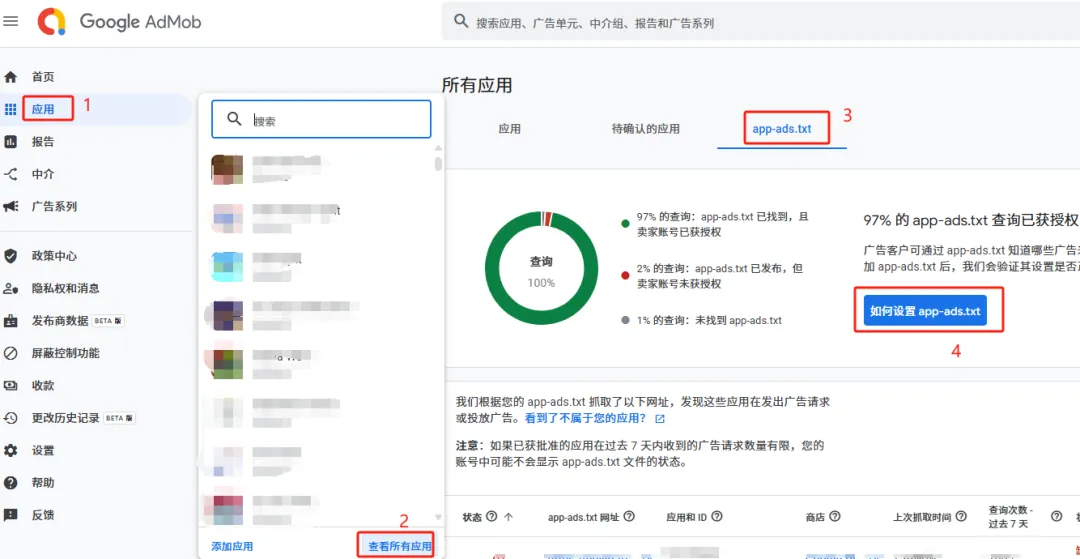 Google AdMob
搜索应用、广告单元、中介组、报告和广告系列
首页
应用
1
报告
中介
广告系列
政策中心
隐私权和消息
发布商数据 BETA 版
屏蔽控制功能
收款
更改历史记录 BETA 版
设置
帮助
反馈
搜索
添加应用
2
查看所有应用
所有应用
应用
待确认的应用
app-ads.txt
3
查询
100%
97% 的查询：app-ads.txt 已找到，且
卖家账号已获授权
2% 的查询：app-ads.txt 已发布，但
卖家账号未获授权
1% 的查询：未找到 app-ads.txt
97% 的 app-ads.txt 查询已获授权
广告客户可通过 app-ads.txt 知道哪些广告
加 app-ads.txt 后，我们会验证其设置是否
如何设置 app-ads.txt
4
我们根据您的 app-ads.txt 抓取了以下网址，发现这些应用在发出广告请求
或投放广告。看到了不属于您的应用？
注意：如果已获批准的应用在过去 7 天内收到的广告请求数量有限，您的
账号中可能不会显示 app-ads.txt 文件的状态。
状态 app-ads.txt 网址 应用和 ID 商店 上次抓取时间 查询次数 -
过去 7 天